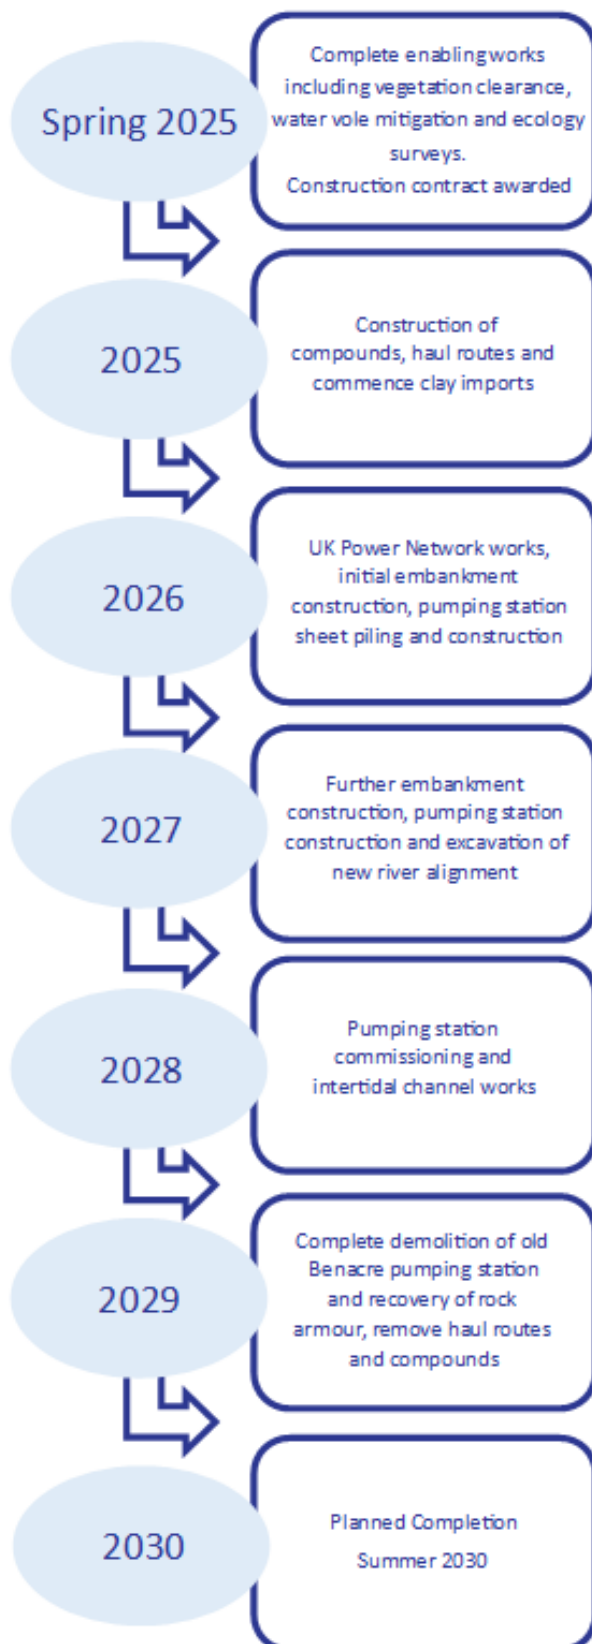 Spring 2025
Complete enabling works
including vegetation clearance,
water vole mitigation and ecology
surveys.
Construction contract awarded
2025
Construction of
compounds, haul routes and
commence clay imports
2026
UK Power Network works,
initial embankment
construction, pumping station
sheet piling and construction
2027
Further embankment
construction, pumping station
construction and excavation of
new river alignment
2028
Pumping station
commissioning and
intertidal channel works
2029
Complete demolition of old
Benacre pumping station
and recovery of rock
armour, remove haul routes
and compounds
2030
Planned Completion
Summer 2030